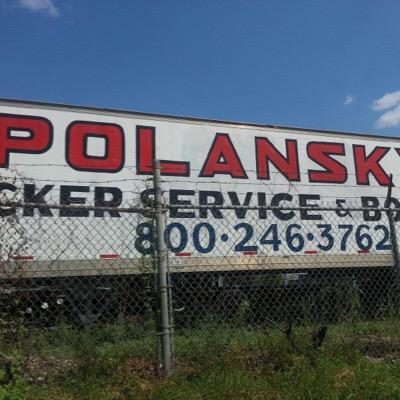 POLANSKY
CKER SERVICE & BO
800·246·3762